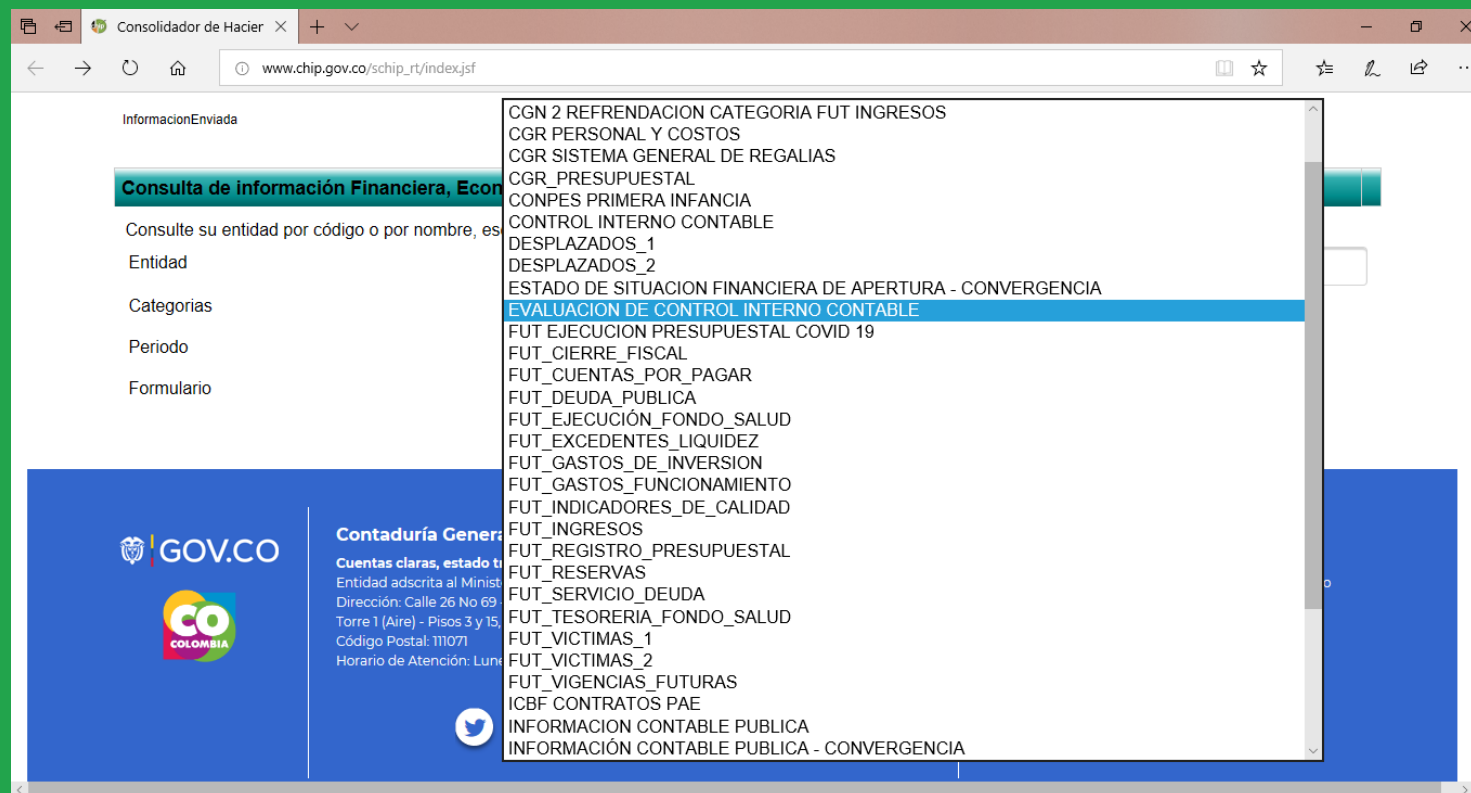 Consolidador de Hacier
www.chip.gov.co/schip_rt/index.jsf
InformacionEnviada
Consulta de información Financiera, Econ
Consulte su entidad por código o por nombre, es
Entidad
Categorias
Periodo
Formulario
CGN 2 REFRENDACION CATEGORIA FUT INGRESOS
CGR PERSONAL Y COSTOS
CGR SISTEMA GENERAL DE REGALIAS
CGR_PRESUPUESTAL
CONPES PRIMERA INFANCIA
CONTROL INTERNO CONTABLE
DESPLAZADOS_1
DESPLAZADOS_2
ESTADO DE SITUACION FINANCIERA DE APERTURA - CONVERGENCIA
EVALUACION DE CONTROL INTERNO CONTABLE
FUT EJECUCION PRESUPUESTAL COVID 19
FUT_CIERRE_FISCAL
FUT_CUENTAS_POR_PAGAR
FUT_DEUDA_PUBLICA
FUT_EJECUCIÓN_FONDO_SALUD
FUT_EXCEDENTES_LIQUIDEZ
FUT_GASTOS_DE_INVERSION
FUT_GASTOS_FUNCIONAMIENTO
FUT_INDICADORES_DE_CALIDAD
FUT_INGRESOS
FUT_REGISTRO_PRESUPUESTAL
FUT_RESERVAS
FUT_SERVICIO_DEUDA
FUT_TESORERIA_FONDO_SALUD
FUT_VICTIMAS_1
FUT_VICTIMAS_2
FUT_VIGENCIAS_FUTURAS
ICBF CONTRATOS PAE
INFORMACION CONTABLE PUBLICA
INFORMACIÓN CONTABLE PUBLICA - CONVERGENCIA
GOV.CO
CO
COLOMBIA
Contaduría Genera
Cuentas claras, estado t
Entidad adscrita al Minist
Dirección: Calle 26 No 69
Torre 1 (Aire) - Pisos 3 y 15,
Código Postal: 111071
Horario de Atención: Lune
o